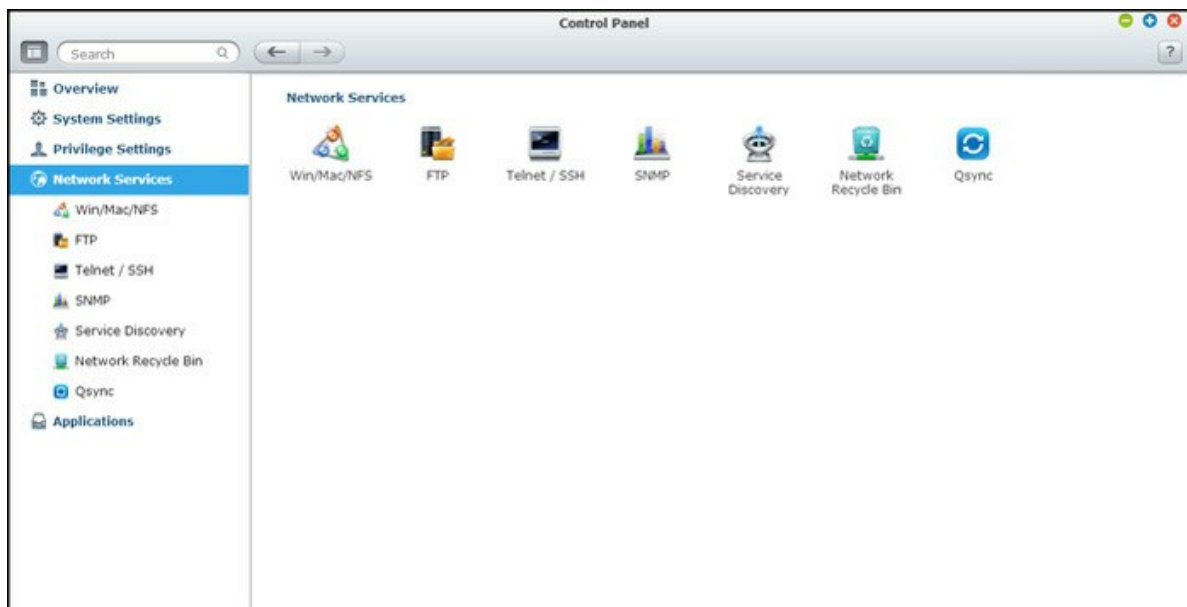 Control Panel
Search
?
Overview
System Settings
Privilege Settings
Network Services
Win/Mac/NFS
FTP
Telnet / SSH
SNMP
Service Discovery
Network Recycle Bin
Qsync
Applications
Network Services
Win/Mac/NFS
FTP
Telnet / SSH
SNMP
Service
Discovery
Network
Recycle Bin
Qsync